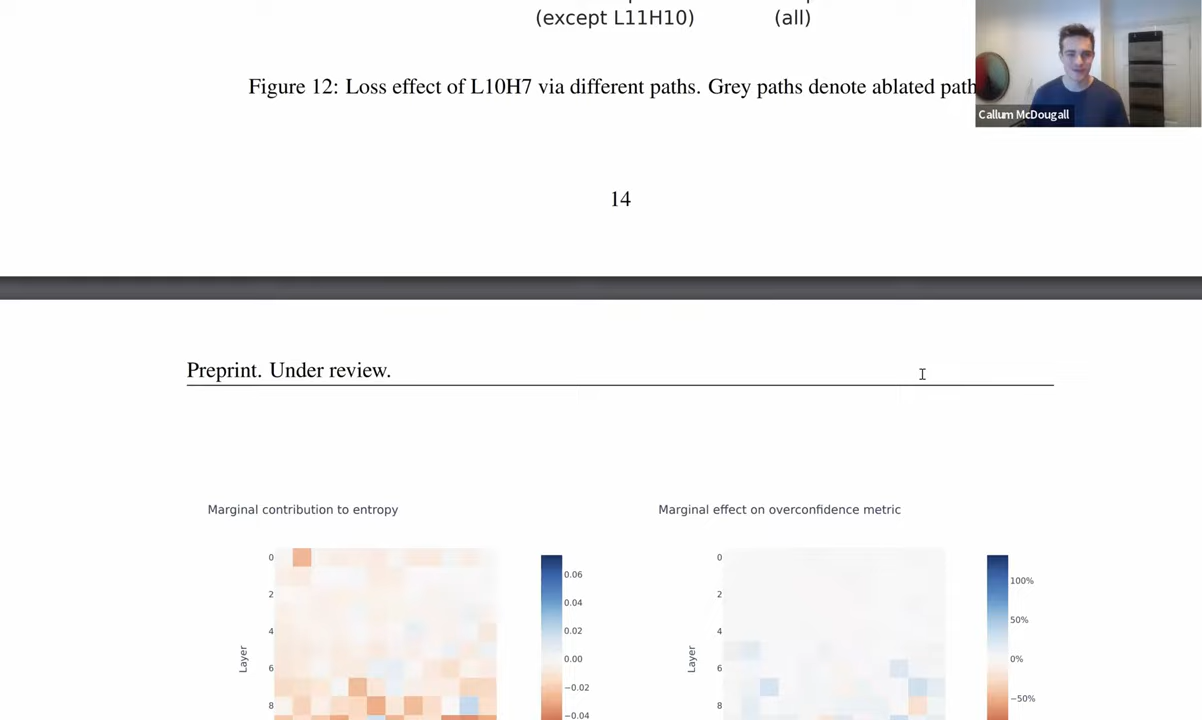 (except L11H10)
(all)
Figure 12: Loss effect of L10H7 via different paths. Grey paths denote ablated path
Callum McDougall
14
Preprint. Under review.
Marginal contribution to entropy
Marginal effect on overconfidence metric
0
2
4
6
8
Layer
0.06
0.04
0.02
0.00
−0.02
−0.04
0
2
4
6
8
Layer
100%
50%
0%
−50%